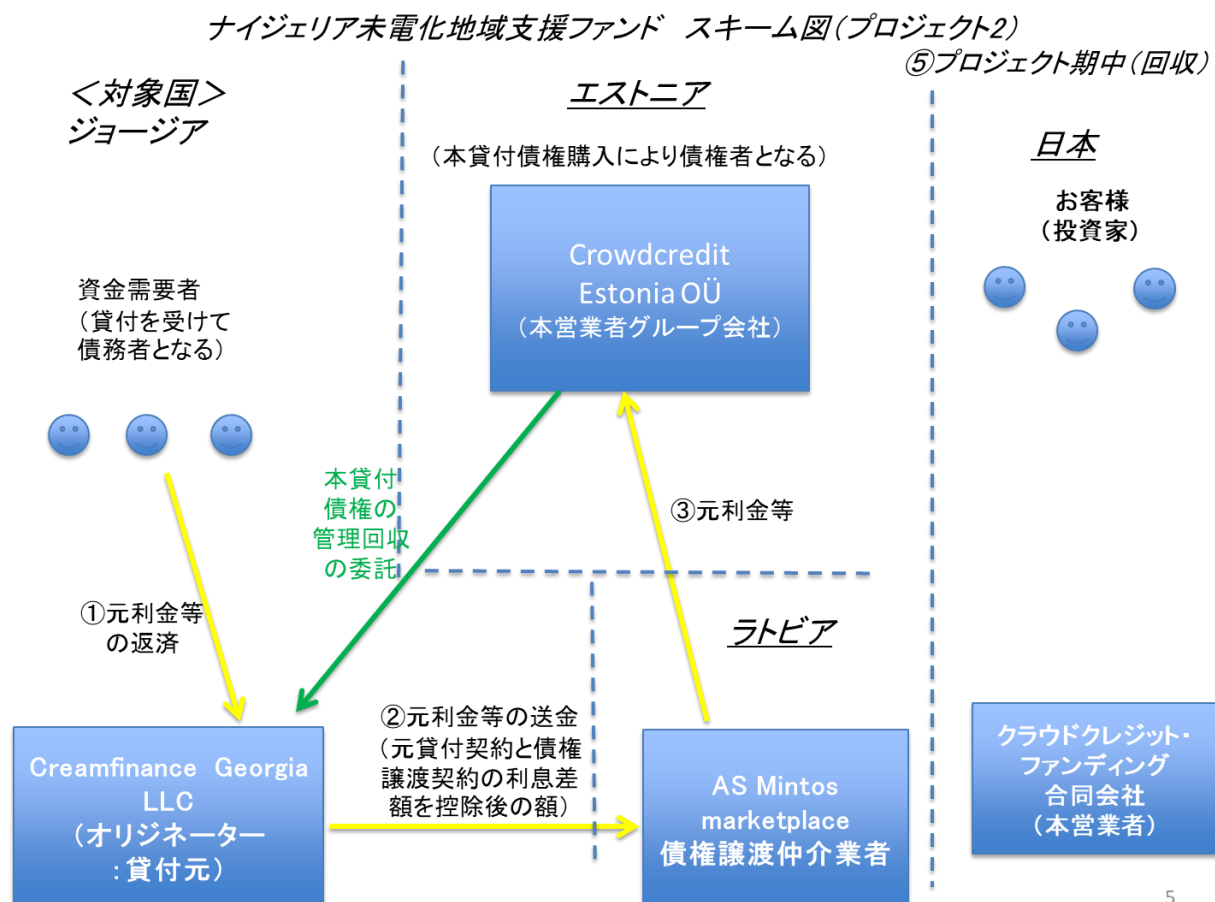 ナイジェリア未電化地域支援ファンド　スキーム図(プロジェクト2)
⑤プロジェクト期中(回収)
＜対象国＞
ジョージア
エストニア
(本貸付債権購入により債権者となる)
Crowdcredit
Estonia OÜ
(本営業者グループ会社)
日本
お客様
(投資家)
資金需要者
(貸付を受けて
債務者となる)
本貸付
債権の
管理回収
の委託
③元利金等
①元利金等
の返済
ラトビア
②元利金等の送金
(元貸付契約と債権
譲渡契約の利息差
額を控除後の額)
Creamfinance Georgia
LLC
(オリジネーター
:貸付元)
AS Mintos
marketplace
債権譲渡仲介業者
クラウドクレジット・
ファンディング
合同会社
(本営業者)
5